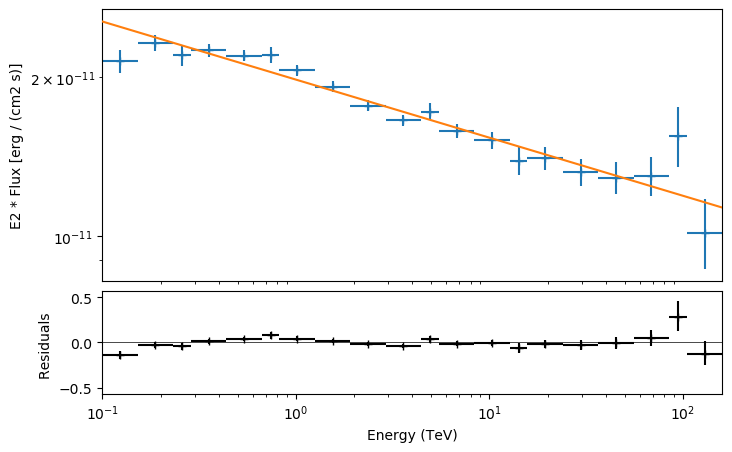 E2 * Flux [erg / (cm2 s)]
2 × 10⁻¹¹
10⁻¹¹
Residuals
0.5
0.0
−0.5
10⁻¹ 10⁰ 10¹ 10²
Energy (TeV)